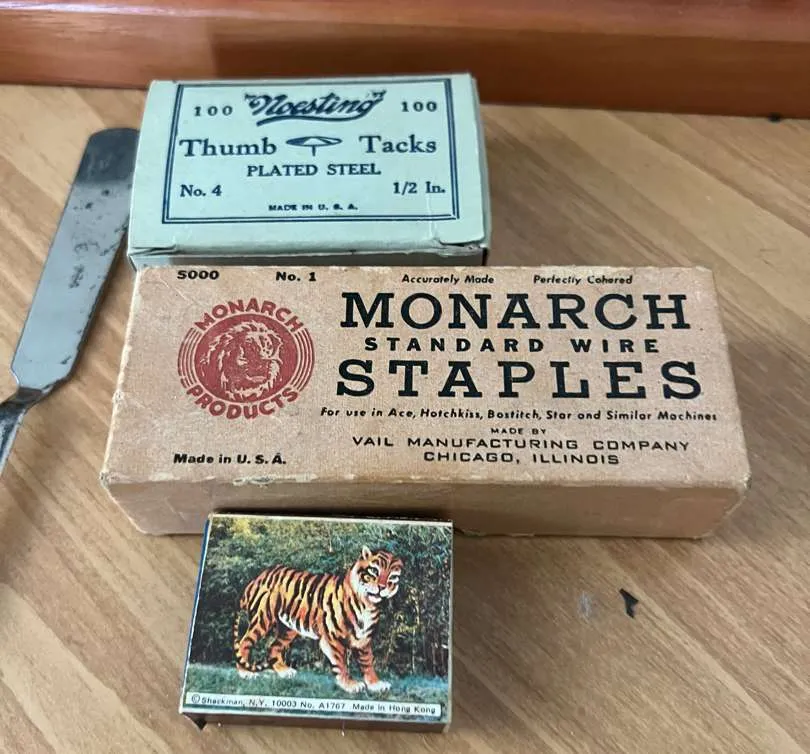 100 "Noesting" 100
Thumb Tacks
PLATED STEEL
No. 4 1/2 In.
MADE IN U. S. A.
5000 No. 1 Accurately Made Perfectly Cohered
MONARCH
STANDARD WIRE
STAPLES
MONARCH
PRODUCTS
For use in Ace, Hotchkiss, Bostitch, Star and Similar Machines
MADE BY
VAIL MANUFACTURING COMPANY
Made in U. S. A. CHICAGO, ILLINOIS
©Shackman, N.Y. 10003 No. A1767 Made in Hong Kong